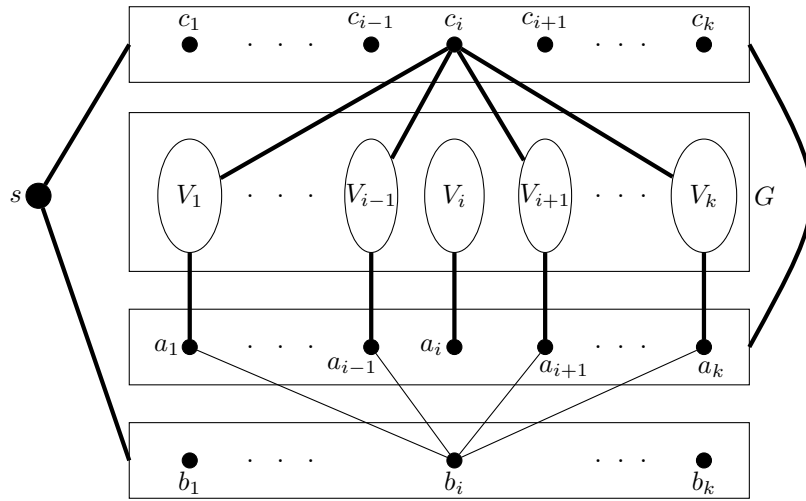 c₁ · · · cᵢ₋₁ cᵢ cᵢ₊₁ · · · cₖ
s V₁ · · · Vᵢ₋₁ Vᵢ Vᵢ₊₁ · · · Vₖ G
a₁ · · · aᵢ₋₁ aᵢ aᵢ₊₁ · · · aₖ
b₁ · · · bᵢ · · · bₖ